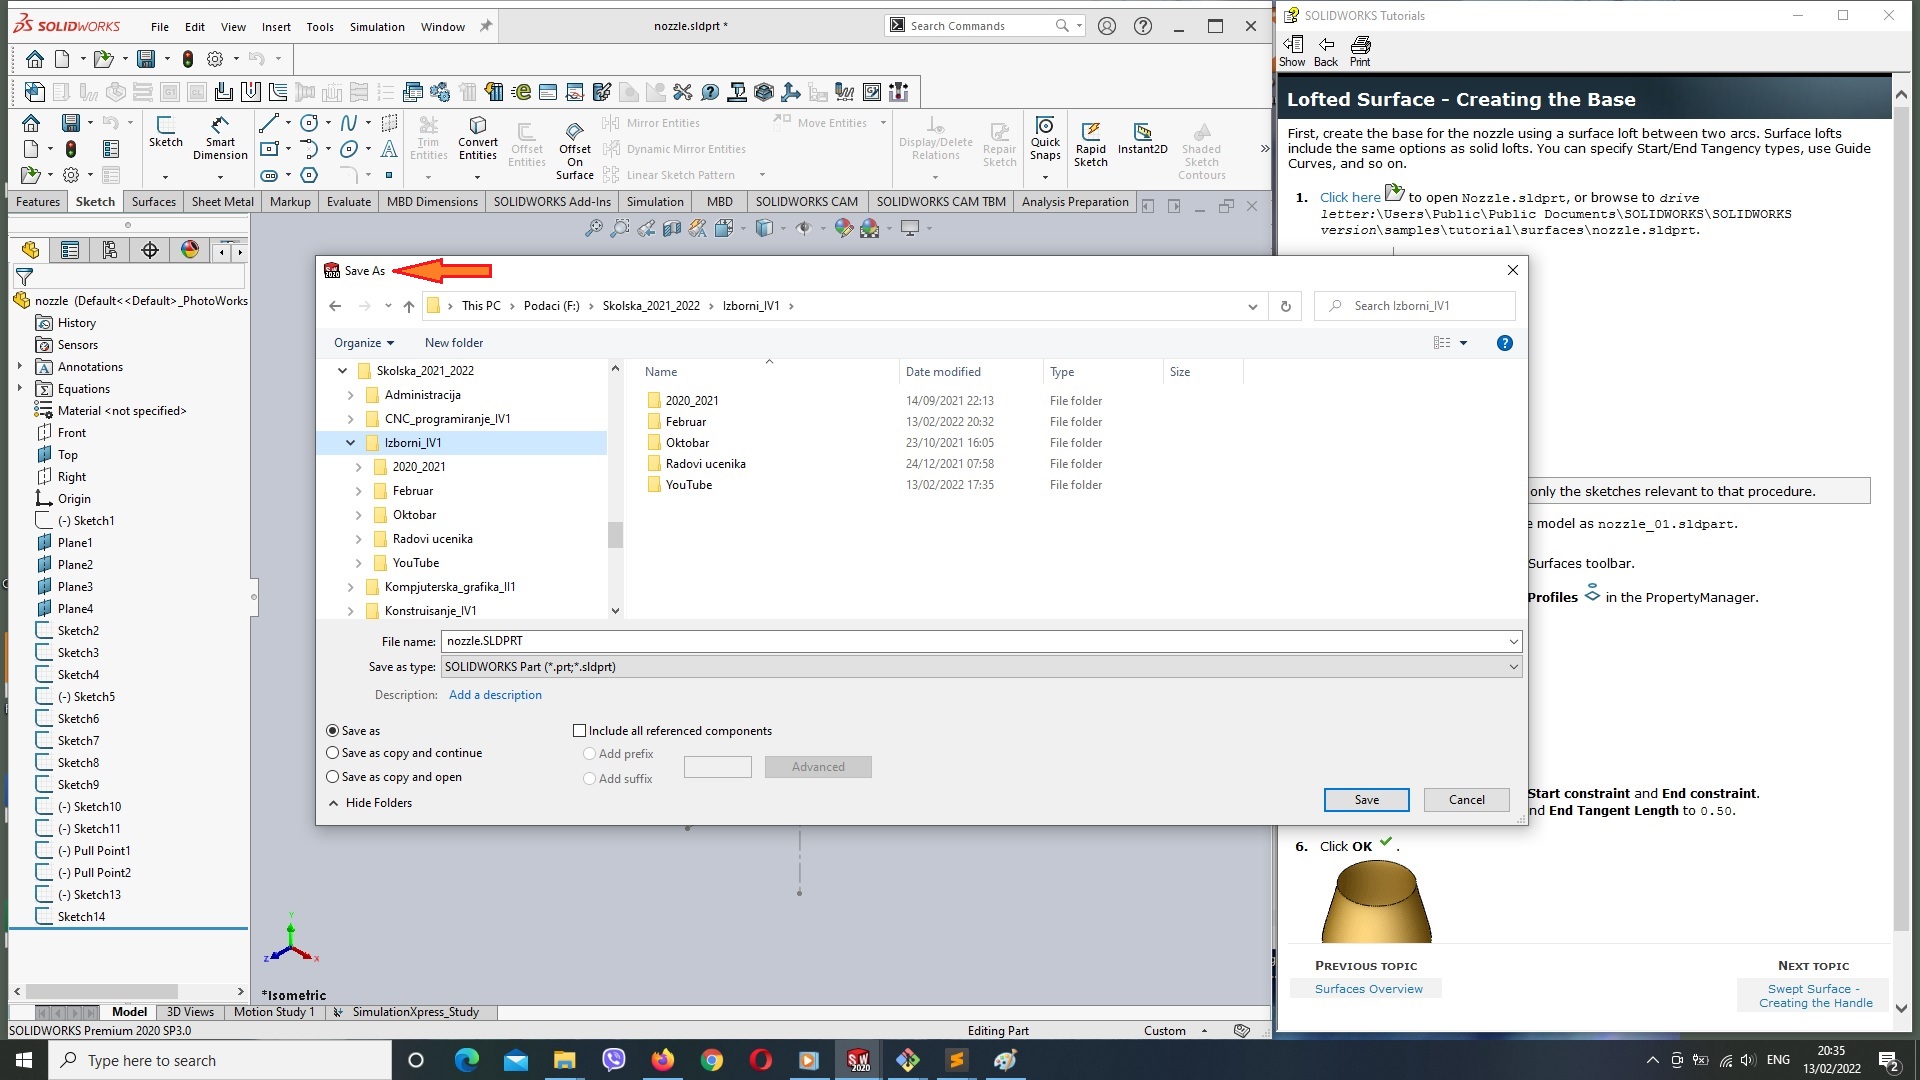 SOLIDWORKS
File Edit View Insert Tools Simulation Window
nozzle.sldprt *
Search Commands
Sketch
Smart Dimension
Trim Entities
Convert Entities
Offset Entities
Offset On Surface
Mirror Entities
Dynamic Mirror Entities
Linear Sketch Pattern
Move Entities
Display/Delete Relations
Repair Sketch
Quick Snaps
Rapid Sketch
Instant2D
Shaded Sketch Contours
Features Sketch Surfaces Sheet Metal Markup Evaluate MBD Dimensions SOLIDWORKS Add-Ins Simulation MBD SOLIDWORKS CAM SOLIDWORKS CAM TBM Analysis Preparation
nozzle (Default<<Default>_PhotoWorks
History
Sensors
Annotations
Equations
Material <not specified>
Front
Top
Right
Origin
(-) Sketch1
Plane1
Plane2
Plane3
Plane4
Sketch2
Sketch3
Sketch4
(-) Sketch5
Sketch6
Sketch7
Sketch8
Sketch9
(-) Sketch10
(-) Sketch11
(-) Pull Point1
(-) Pull Point2
(-) Sketch13
Sketch14
Save As
This PC > Podaci (F:) > Skolska_2021_2022 > Izborni_IV1 >
Search Izborni_IV1
Organize New folder
Skolska_2021_2022
Administracija
CNC_programiranje_IV1
Izborni_IV1
2020_2021
Februar
Oktobar
Radovi ucenika
YouTube
Kompjuterska_grafika_II1
Konstruisanje_IV1
Name Date modified Type Size
2020_2021 14/09/2021 22:13 File folder
Februar 13/02/2022 20:32 File folder
Oktobar 23/10/2021 16:05 File folder
Radovi ucenika 24/12/2021 07:58 File folder
YouTube 13/02/2022 17:35 File folder
File name: nozzle.SLDPRT
Save as type: SOLIDWORKS Part (*.prt;*.sldprt)
Description: Add a description
Save as
Save as copy and continue
Save as copy and open
Include all referenced components
Add prefix
Add suffix
Advanced
Hide Folders
Save Cancel
Y
Z
X
*Isometric
Model 3D Views Motion Study 1 SimulationXpress_Study
SOLIDWORKS Premium 2020 SP3.0
Editing Part
Custom
SOLIDWORKS Tutorials
Show Back Print
Lofted Surface - Creating the Base
First, create the base for the nozzle using a surface loft between two arcs. Surface lofts
include the same options as solid lofts. You can specify Start/End Tangency types, use Guide
Curves, and so on.
1. Click here to open Nozzle.sldprt, or browse to drive
letter:\Users\Public\Public Documents\SOLIDWORKS\SOLIDWORKS
version\samples\tutorial\surfaces\nozzle.sldprt.
only the sketches relevant to that procedure.
e model as nozzle_01.sldpart.
Surfaces toolbar.
Profiles in the PropertyManager.
Start constraint and End constraint.
nd End Tangent Length to 0.50.
6. Click OK .
PREVIOUS TOPIC
Surfaces Overview
NEXT TOPIC
Swept Surface -
Creating the Handle
Type here to search
SW 2020
ENG
20:35
13/02/2022
2